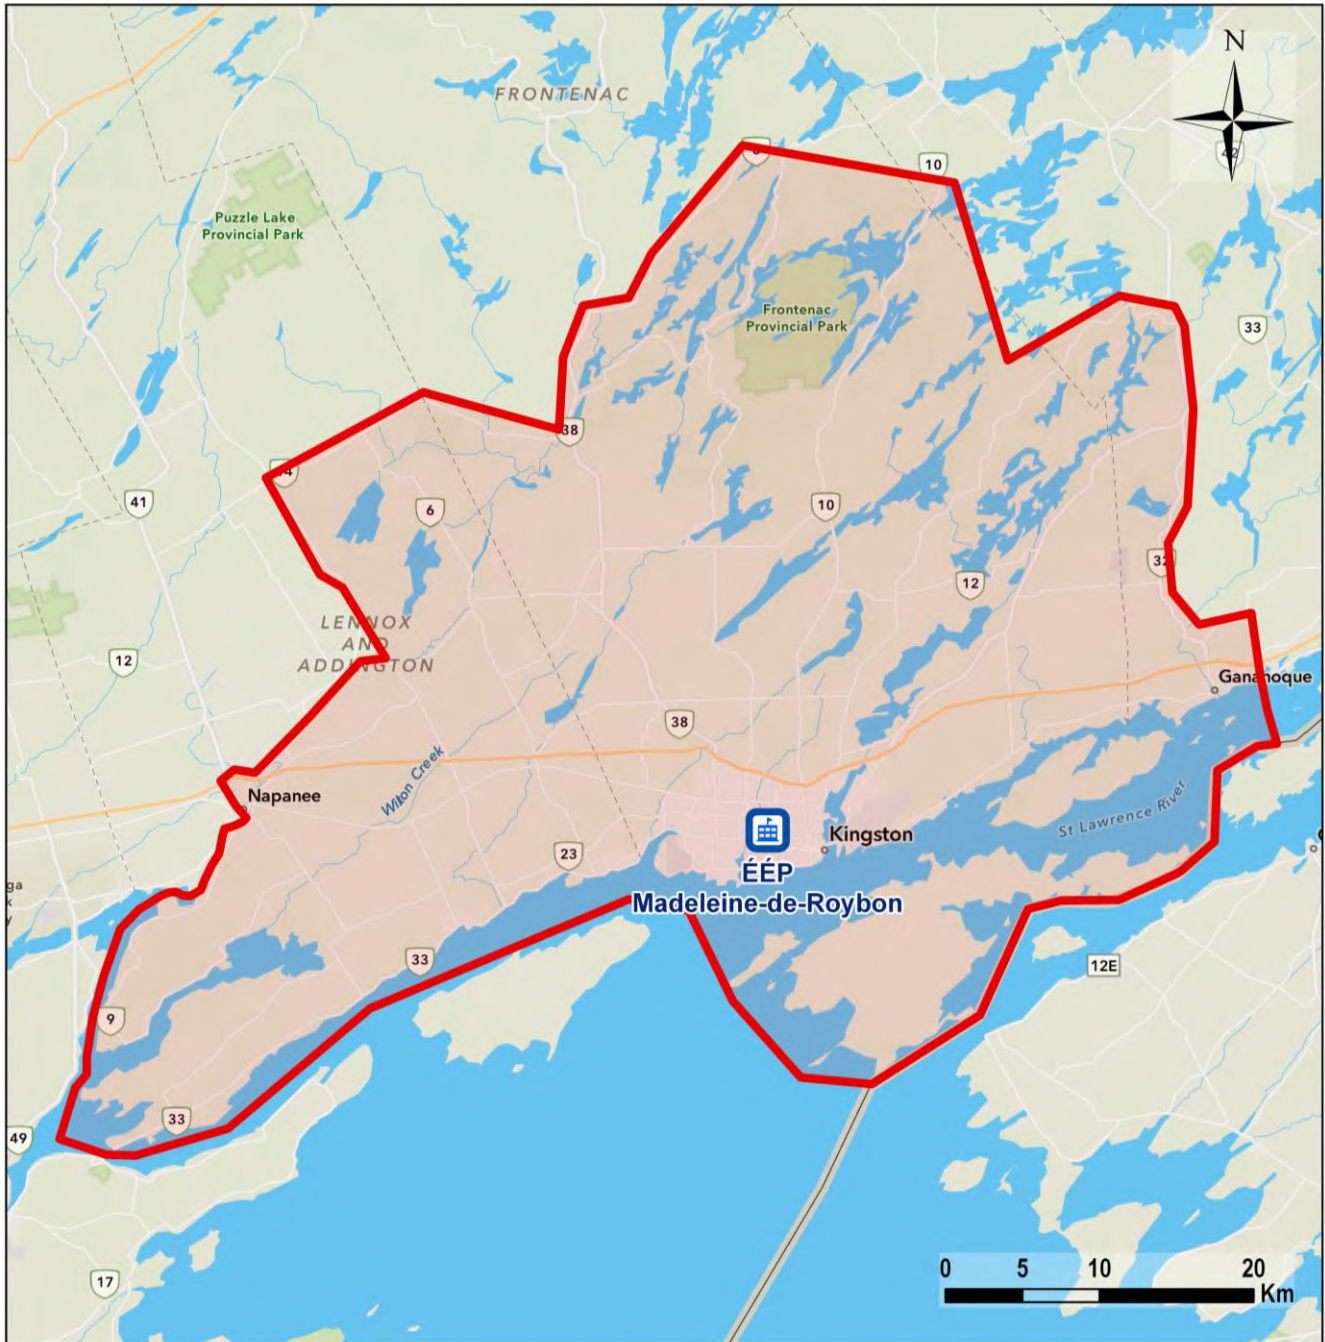 N
FRONTENAC
10
42
Puzzle Lake
Provincial Park
Frontenac
Provincial Park
33
38
4
41
6
10
32
12
LENNOX
AND
ADDINGTON
12
Gananoque
38
Napanee
Wilton Creek
St Lawrence River
Kingston
23
ÉÉP
Madeleine-de-Roybon
33
12E
9
33
49
17
0 5 10 20
Km